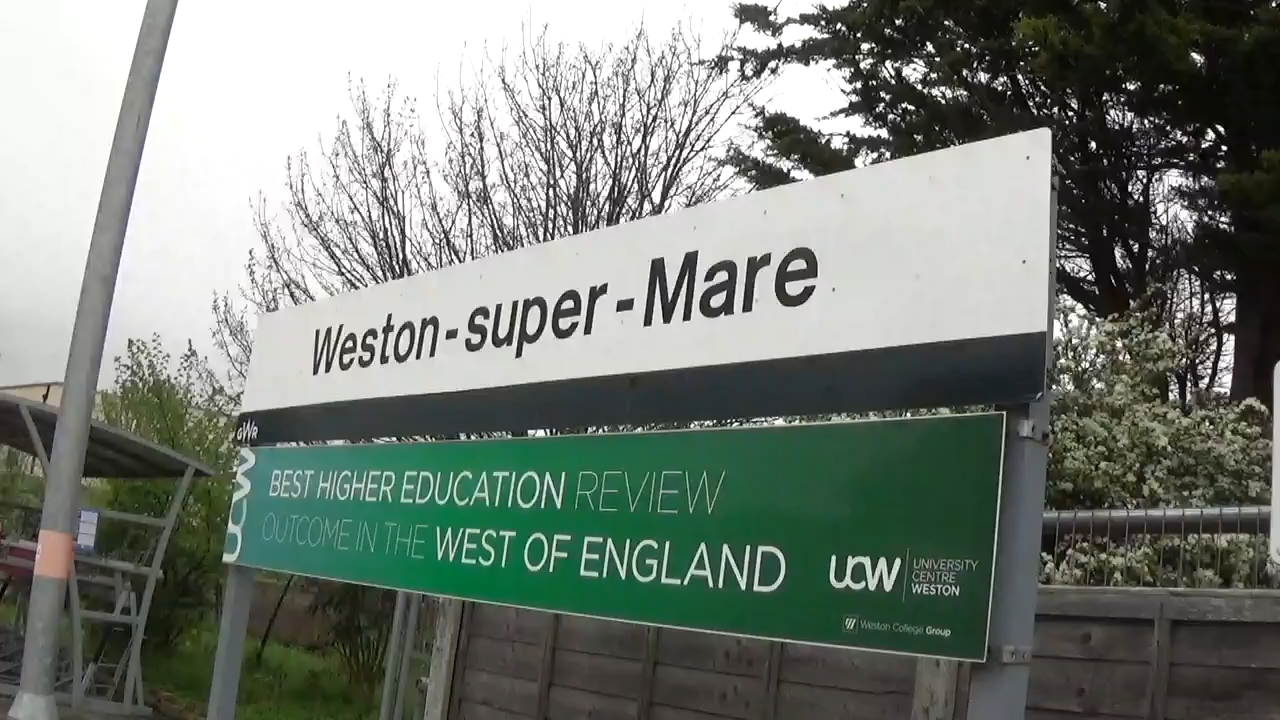 Weston-super-Mare
GWR
UCW
BEST HIGHER EDUCATION REVIEW
OUTCOME IN THE WEST OF ENGLAND
UCW
UNIVERSITY
CENTRE
WESTON
Weston College Group